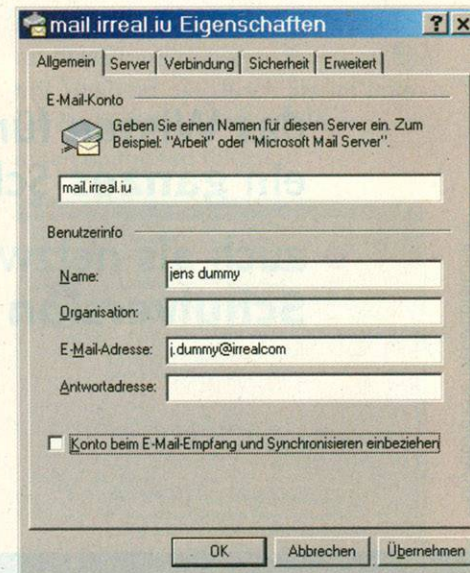 mail.irreal.iu Eigenschaften
Allgemein Server Verbindung Sicherheit Erweitert
E-Mail-Konto
Geben Sie einen Namen für diesen Server ein. Zum
Beispiel: "Arbeit" oder "Microsoft Mail Server".
mail.irreal.iu
Benutzerinfo
Name: jens dummy
Organisation:
E-Mail-Adresse: j.dummy@irrealcom
Antwortadresse:
Konto beim E-Mail-Empfang und Synchronisieren einbeziehen
OK Abbrechen Übernehmen